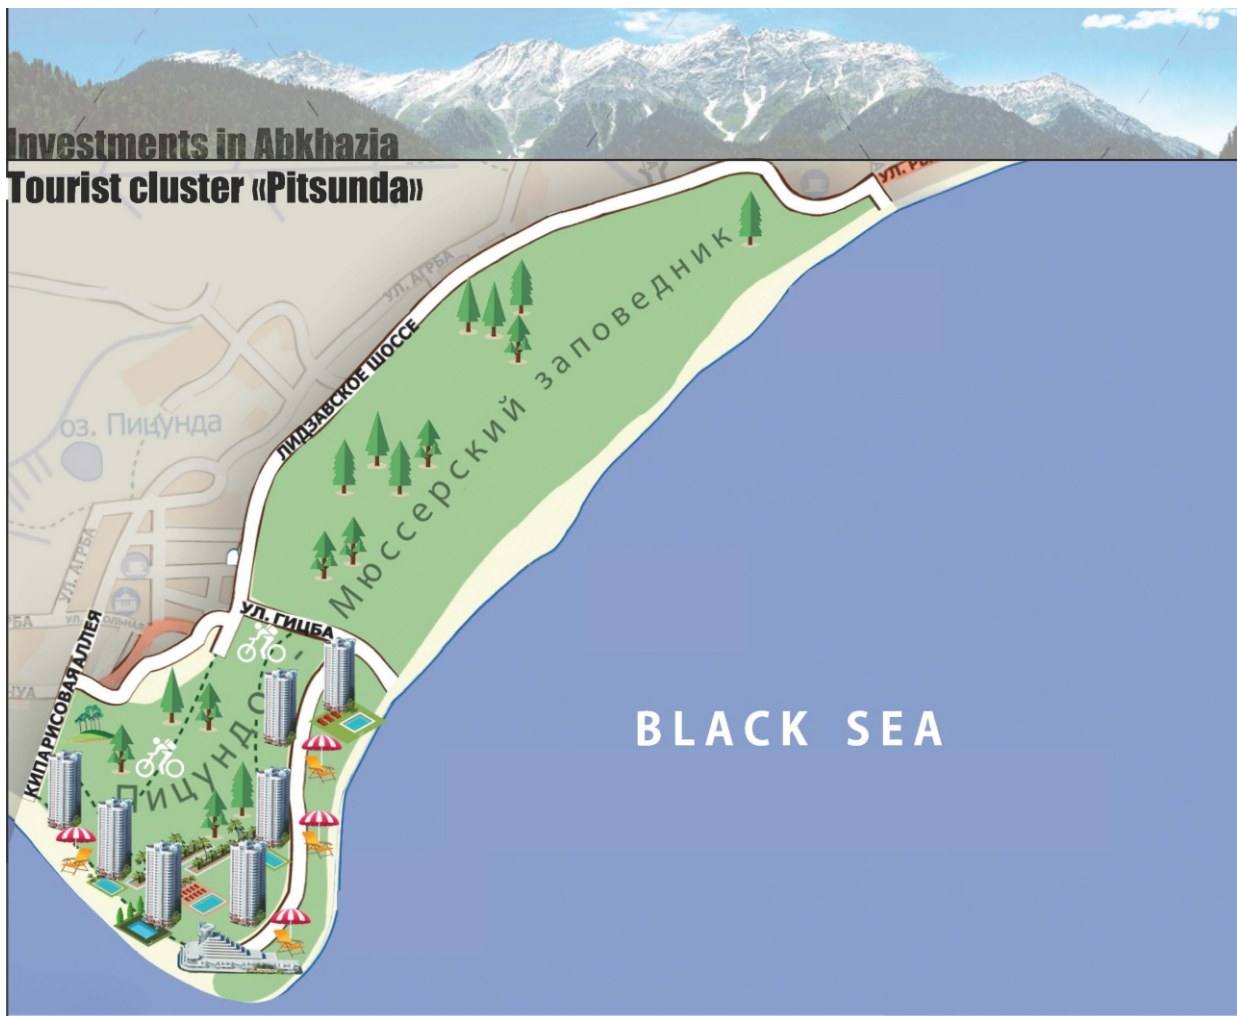 Investments in Abkhazia
Tourist cluster «Pitsunda»
УЛ. АГРБА
ЛИДЗАВСКОЕ ШОССЕ
оз. Пицунда
Пицундо - Мюссерский заповедник
УЛ. АГРБА
УЛ. ГИЦБА
КИПАРИСОВАЯ АЛЛЕЯ
BLACK SEA